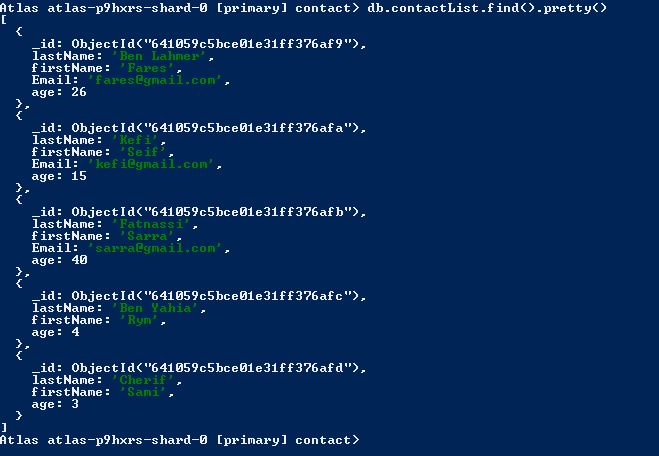 Atlas atlas-p9hxrs-shard-0 [primary] contact> db.contactList.find().pretty()
[
  {
    _id: ObjectId("641059c5bce01e31ff376af9"),
    lastName: 'Ben Lahmer',
    firstName: 'Fares',
    Email: 'fares@gmail.com',
    age: 26
  },
  {
    _id: ObjectId("641059c5bce01e31ff376afa"),
    lastName: 'Kefi',
    firstName: 'Seif',
    Email: 'kefi@gmail.com',
    age: 15
  },
  {
    _id: ObjectId("641059c5bce01e31ff376afb"),
    lastName: 'Fatnassi',
    firstName: 'Sarra',
    Email: 'sarra@gmail.com',
    age: 40
  },
  {
    _id: ObjectId("641059c5bce01e31ff376afc"),
    lastName: 'Ben Yahia',
    firstName: 'Rym',
    age: 4
  },
  {
    _id: ObjectId("641059c5bce01e31ff376afd"),
    lastName: 'Cherif',
    firstName: 'Sami',
    age: 3
  }
]
Atlas atlas-p9hxrs-shard-0 [primary] contact>